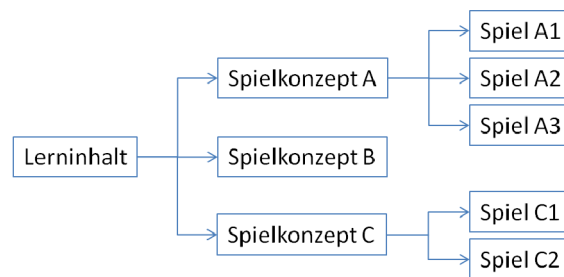 Lerninhalt
Spielkonzept A
Spielkonzept B
Spielkonzept C
Spiel A1
Spiel A2
Spiel A3
Spiel C1
Spiel C2